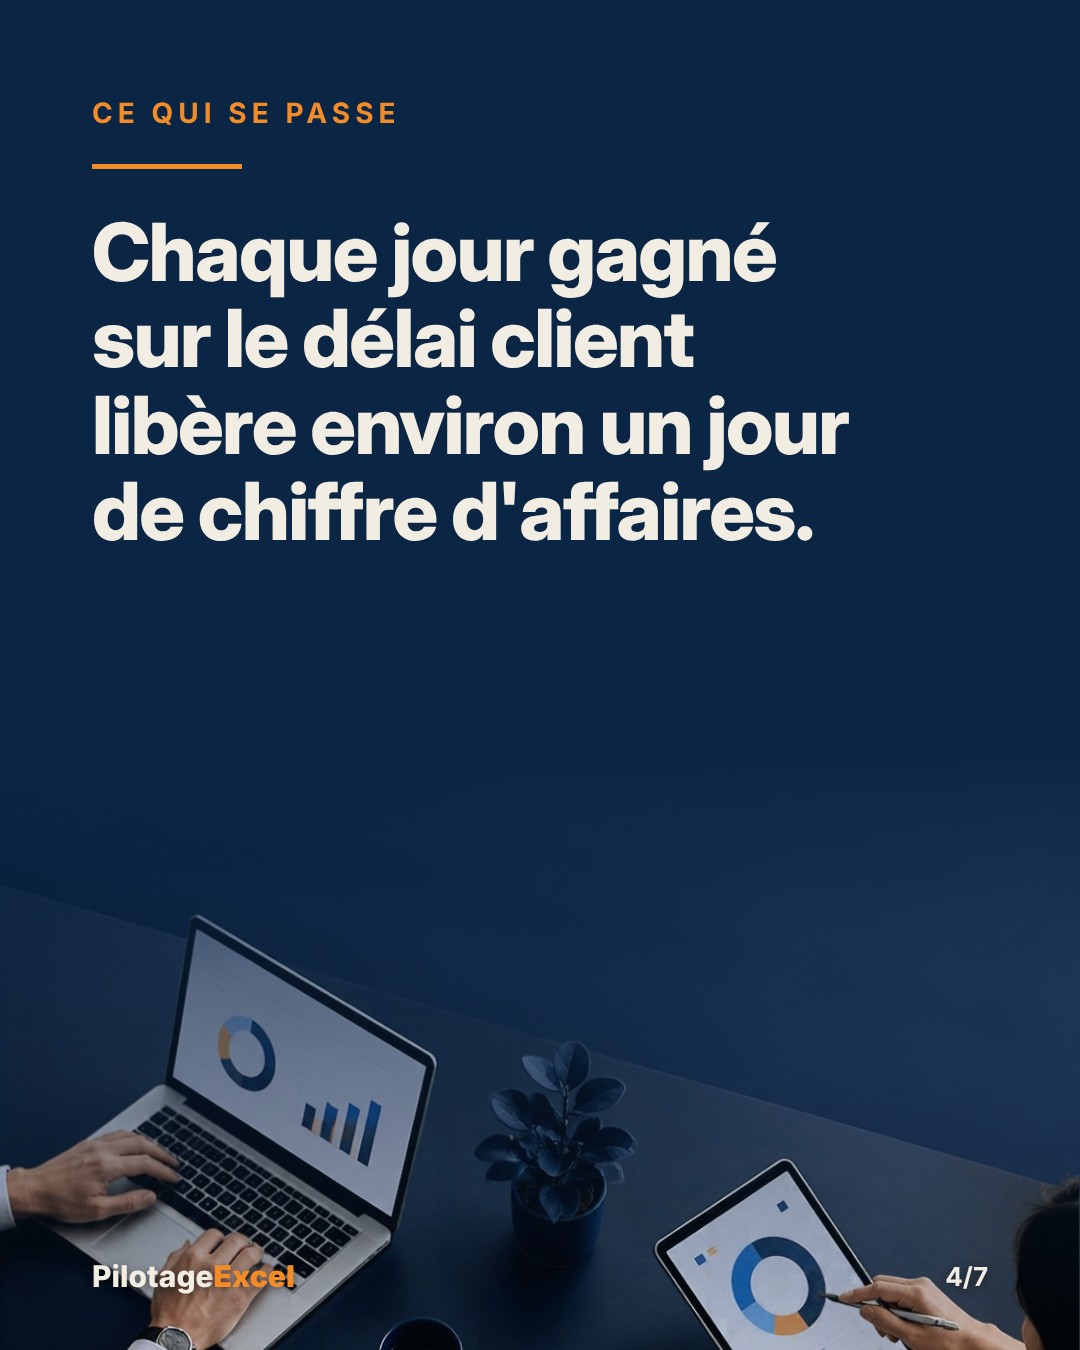 CE QUI SE PASSE
Chaque jour gagné
sur le délai client
libère environ un jour
de chiffre d'affaires.
PilotageExcel
4/7